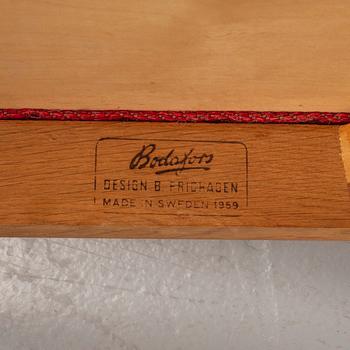 Bodafors
DESIGN B FRIDHAGEN
MADE IN SWEDEN 1959